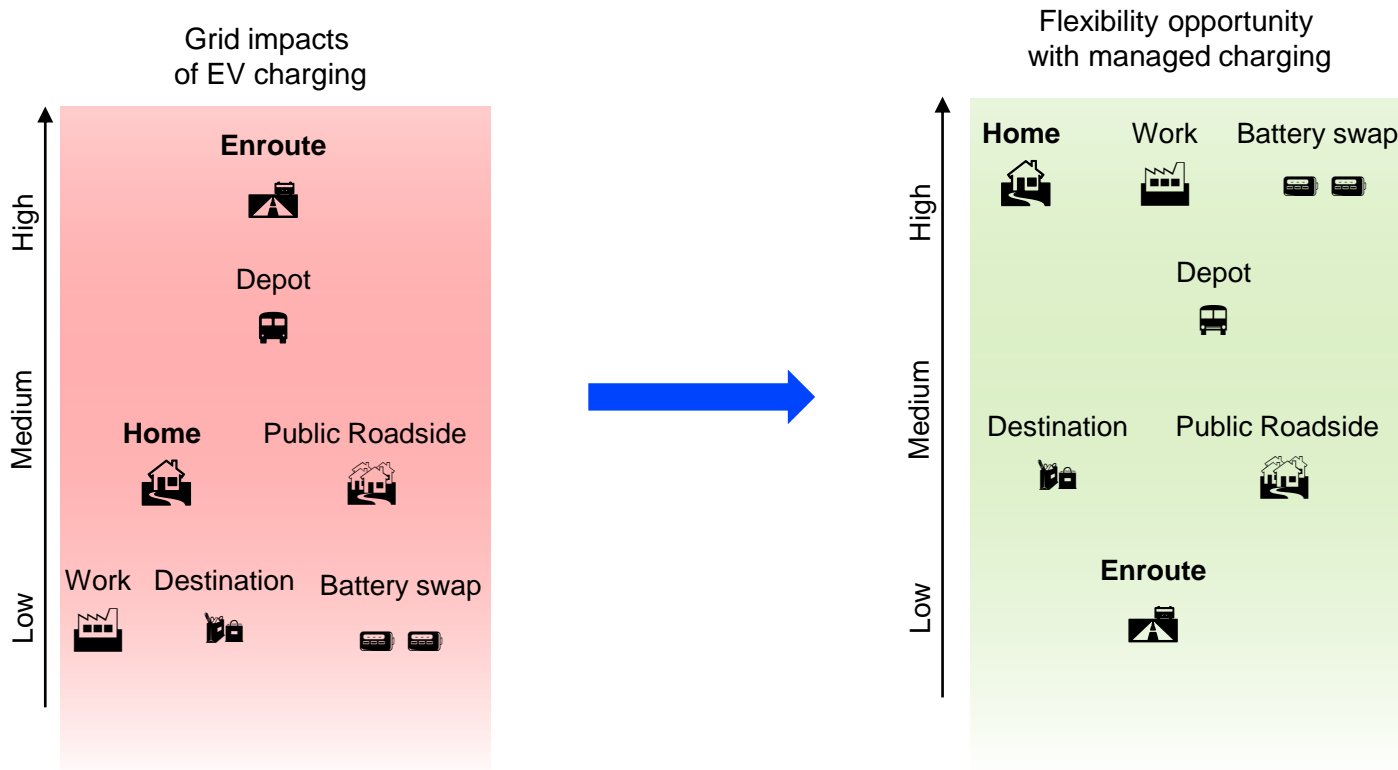 Grid impacts
of EV charging
High
Medium
Low
Enroute
Depot
Home Public Roadside
Work Destination Battery swap
Flexibility opportunity
with managed charging
High
Medium
Low
Home Work Battery swap
Depot
Destination Public Roadside
Enroute